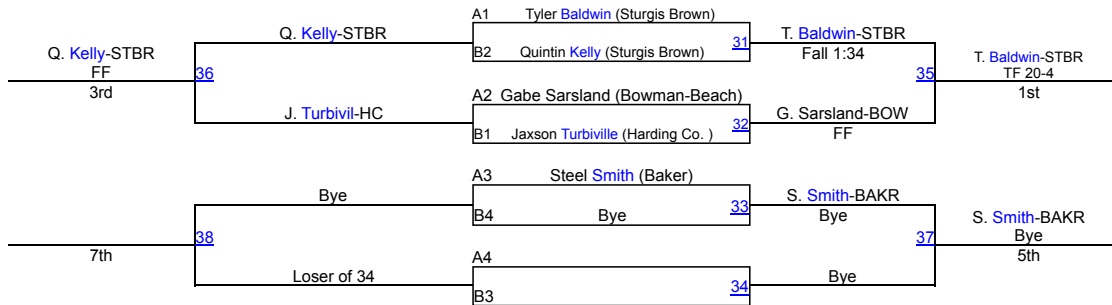 A1 Tyler Baldwin (Sturgis Brown)
Q. Kelly-STBR 31 T. Baldwin-STBR
Q. Kelly-STBR B2 Quintin Kelly (Sturgis Brown) Fall 1:34 T. Baldwin-STBR
FF 36 35 TF 20-4
3rd 1st
A2 Gabe Sarsland (Bowman-Beach)
J. Turbivil-HC 32 G. Sarsland-BOW
B1 Jaxson Turbiville (Harding Co. ) FF
A3 Steel Smith (Baker)
Bye 33 S. Smith-BAKR
B4 Bye Bye S. Smith-BAKR
38 37 Bye
7th 5th
A4
Loser of 34 34 Bye
B3